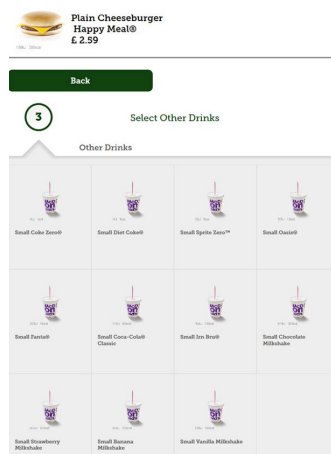 Plain Cheeseburger
Happy Meal®
£ 2.59
Back
3
Select Other Drinks
Other Drinks
Small Coke Zero®
Small Diet Coke®
Small Sprite Zero™
Small Oasis®
Small Fanta®
Small Coca-Cola®
Classic
Small Irn Bru®
Small Chocolate
Milkshake
Small Strawberry
Milkshake
Small Banana
Milkshake
Small Vanilla Milkshake